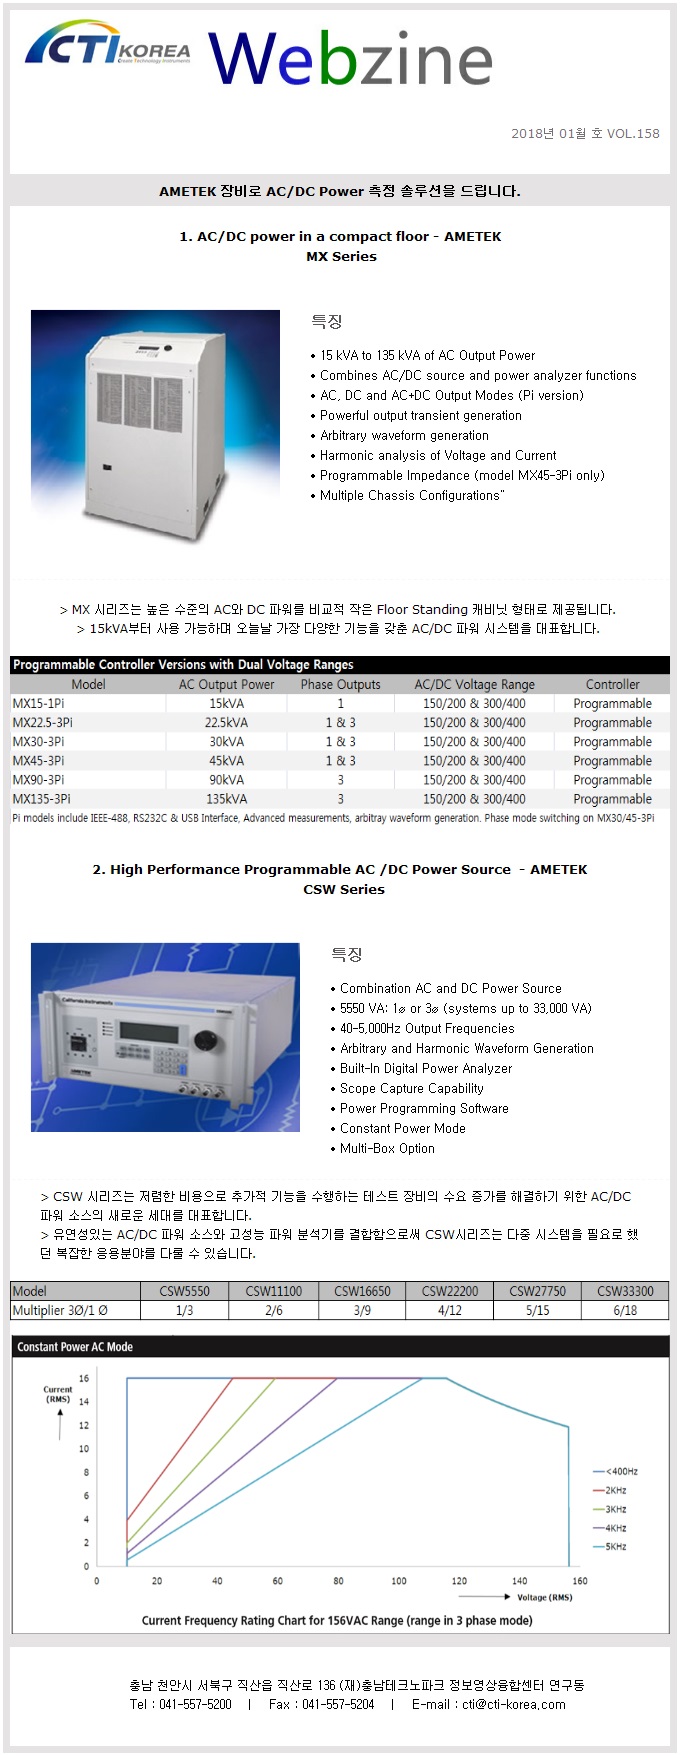 CTI KOREA
Create Technology Instruments
Webzine
2018년 01월 호 VOL.158
AMETEK 장비로 AC/DC Power 측정 솔루션을 드립니다.
1. AC/DC power in a compact floor - AMETEK
MX Series
특징
• 15 kVA to 135 kVA of AC Output Power
• Combines AC/DC source and power analyzer functions
• AC, DC and AC+DC Output Modes (Pi version)
• Powerful output transient generation
• Arbitrary waveform generation
• Harmonic analysis of Voltage and Current
• Programmable Impedance (model MX45-3Pi only)
• Multiple Chassis Configurations"
> MX 시리즈는 높은 수준의 AC와 DC 파워를 비교적 작은 Floor Standing 캐비닛 형태로 제공됩니다.
> 15kVA부터 사용 가능하며 오늘날 가장 다양한 기능을 갖춘 AC/DC 파워 시스템을 대표합니다.
Programmable Controller Versions with Dual Voltage Ranges
Model AC Output Power Phase Outputs AC/DC Voltage Range Controller
MX15-1Pi 15kVA 1 150/200 & 300/400 Programmable
MX22.5-3Pi 22.5kVA 1 & 3 150/200 & 300/400 Programmable
MX30-3Pi 30kVA 1 & 3 150/200 & 300/400 Programmable
MX45-3Pi 45kVA 1 & 3 150/200 & 300/400 Programmable
MX90-3Pi 90kVA 3 150/200 & 300/400 Programmable
MX135-3Pi 135kVA 3 150/200 & 300/400 Programmable
Pi models include IEEE-488, RS232C & USB Interface, Advanced measurements, arbitray waveform generation. Phase mode switching on MX30/45-3Pi
2. High Performance Programmable AC /DC Power Source - AMETEK
CSW Series
California Instruments
AMETEK
특징
• Combination AC and DC Power Source
• 5550 VA: 1ø or 3ø (systems up to 33,000 VA)
• 40-5,000Hz Output Frequencies
• Arbitrary and Harmonic Waveform Generation
• Built-In Digital Power Analyzer
• Scope Capture Capability
• Power Programming Software
• Constant Power Mode
• Multi-Box Option
> CSW 시리즈는 저렴한 비용으로 추가적 기능을 수행하는 테스트 장비의 수요 증가를 해결하기 위한 AC/DC
파워 소스의 새로운 세대를 대표합니다.
> 유연성있는 AC/DC 파워 소스와 고성능 파워 분석기를 결합함으로써 CSW시리즈는 다중 시스템을 필요로 했
던 복잡한 응용분야를 다룰 수 있습니다.
Model CSW5550 CSW11100 CSW16650 CSW22200 CSW27750 CSW33300
Multiplier 3Ø/1 Ø 1/3 2/6 3/9 4/12 5/15 6/18
Constant Power AC Mode
Current
(RMS)
16
14
12
10
8
6
4
2
0
<400Hz
2KHz
3KHz
4KHz
5KHz
0 20 40 60 80 100 120 140 160
Voltage (RMS)
Current Frequency Rating Chart for 156VAC Range (range in 3 phase mode)
충남 천안시 서북구 직산읍 직산로 136 (재)충남테크노파크 정보영상융합센터 연구동
Tel : 041-557-5200 | Fax : 041-557-5204 | E-mail : cti@cti-korea.com